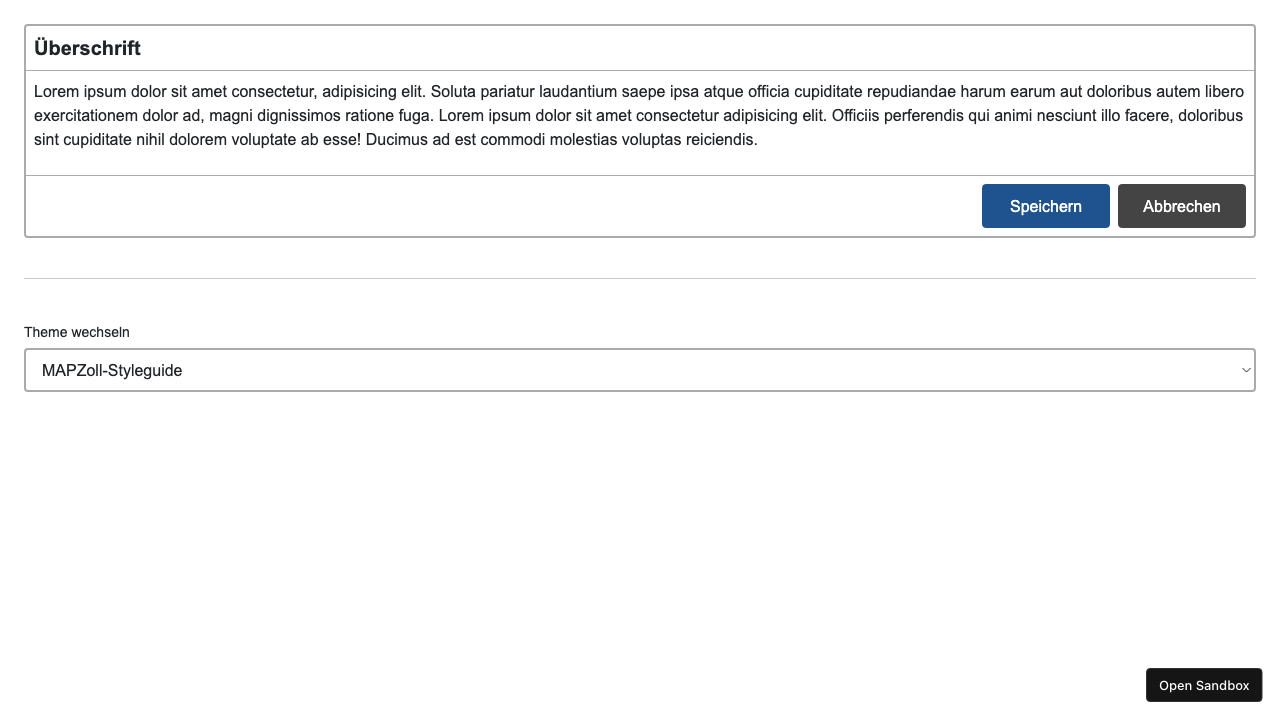 Überschrift
Lorem ipsum dolor sit amet consectetur, adipisicing elit. Soluta pariatur laudantium saepe ipsa atque officia cupiditate repudiandae harum earum aut doloribus autem libero
exercitationem dolor ad, magni dignissimos ratione fuga. Lorem ipsum dolor sit amet consectetur adipisicing elit. Officiis perferendis qui animi nesciunt illo facere, doloribus
sint cupiditate nihil dolorem voluptate ab esse! Ducimus ad est commodi molestias voluptas reiciendis.
Speichern Abbrechen
Theme wechseln
MAPZoll-Styleguide
Open Sandbox